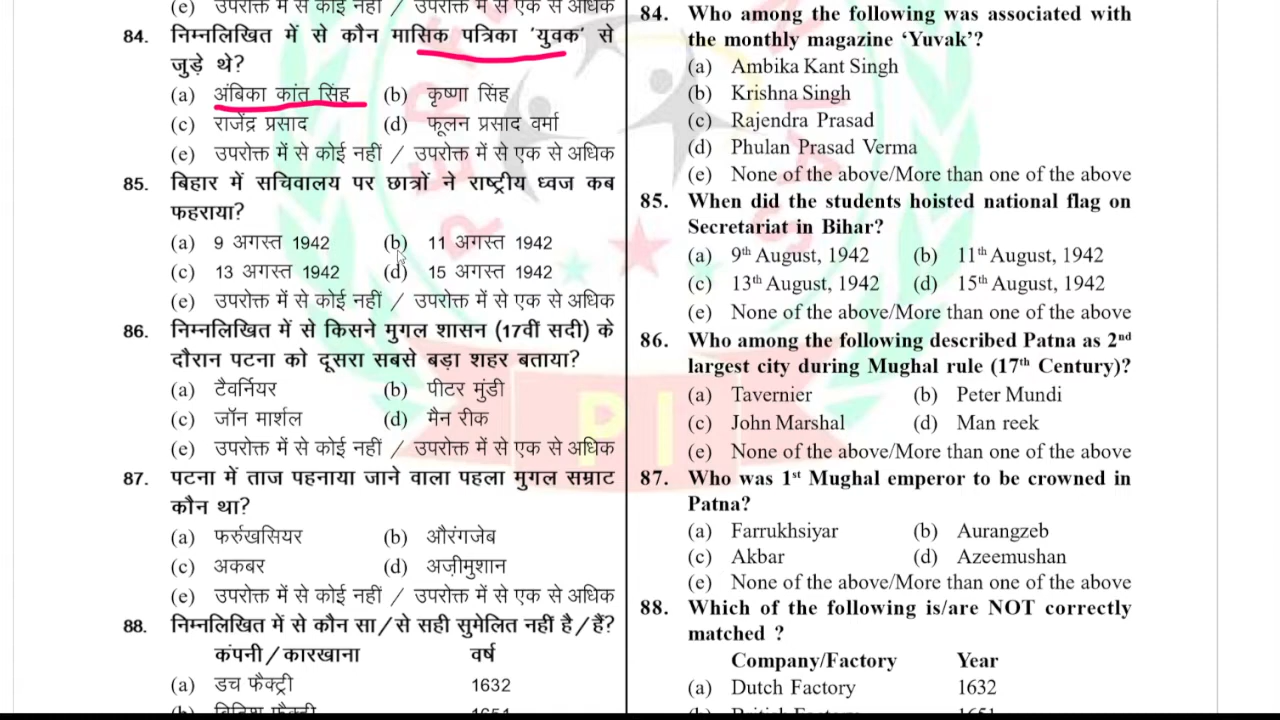 (e) उपरोक्त में से कोई नहीं / उपरोक्त में से एक से अधिक
84. निम्नलिखित में से कौन मासिक पत्रिका 'युवक' से
जुड़े थे?
(a) अंबिका कांत सिंह (b) कृष्णा सिंह
(c) राजेंद्र प्रसाद (d) फूलन प्रसाद वर्मा
(e) उपरोक्त में से कोई नहीं / उपरोक्त में से एक से अधिक
85. बिहार में सचिवालय पर छात्रों ने राष्ट्रीय ध्वज कब
फहराया?
(a) 9 अगस्त 1942 (b) 11 अगस्त 1942
(c) 13 अगस्त 1942 (d) 15 अगस्त 1942
(e) उपरोक्त में से कोई नहीं / उपरोक्त में से एक से अधिक
86. निम्नलिखित में से किसने मुगल शासन (17वीं सदी) के
दौरान पटना को दूसरा सबसे बड़ा शहर बताया?
(a) टैवर्नियर (b) पीटर मुंडी
(c) जॉन मार्शल (d) मैन रीक
(e) उपरोक्त में से कोई नहीं / उपरोक्त में से एक से अधिक
87. पटना में ताज पहनाया जाने वाला पहला मुगल सम्राट
कौन था?
(a) फर्रुखसियर (b) औरंगजेब
(c) अकबर (d) अज़ीमुशान
(e) उपरोक्त में से कोई नहीं / उपरोक्त में से एक से अधिक
88. निम्नलिखित में से कौन सा/से सही सुमेलित नहीं है/हैं?
कंपनी/कारखाना वर्ष
(a) डच फैक्ट्री 1632
(b) ब्रिटिश फैक्ट्री 1651
84. Who among the following was associated with
the monthly magazine ‘Yuvak’?
(a) Ambika Kant Singh
(b) Krishna Singh
(c) Rajendra Prasad
(d) Phulan Prasad Verma
(e) None of the above/More than one of the above
85. When did the students hoisted national flag on
Secretariat in Bihar?
(a) 9th August, 1942 (b) 11th August, 1942
(c) 13th August, 1942 (d) 15th August, 1942
(e) None of the above/More than one of the above
86. Who among the following described Patna as 2nd
largest city during Mughal rule (17th Century)?
(a) Tavernier (b) Peter Mundi
(c) John Marshal (d) Man reek
(e) None of the above/More than one of the above
87. Who was 1st Mughal emperor to be crowned in
Patna?
(a) Farrukhsiyar (b) Aurangzeb
(c) Akbar (d) Azeemushan
(e) None of the above/More than one of the above
88. Which of the following is/are NOT correctly
matched ?
Company/Factory Year
(a) Dutch Factory 1632
(b) British Factory 1651
PI